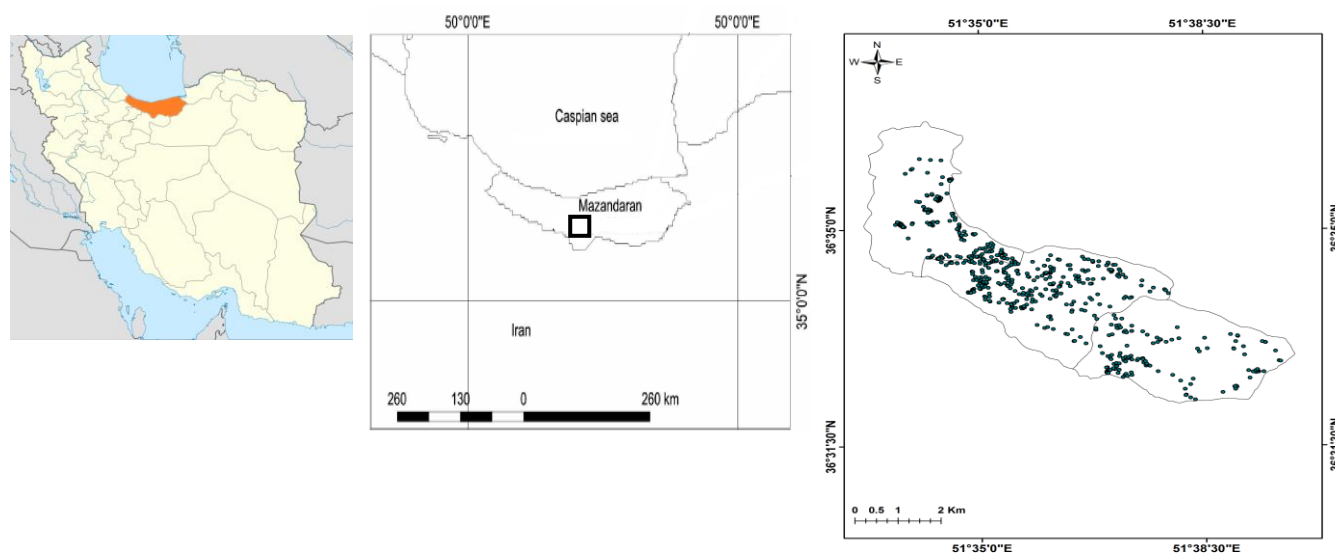 50°0'0"E 50°0'0"E
Caspian sea
Mazandaran
Iran
35°0'0"N
260 130 0 260 km
51°35'0"E 51°38'30"E
N
W E
S
36°35'0"N
36°31'30"N
0 0.5 1 2 Km
51°35'0"E 51°38'30"E